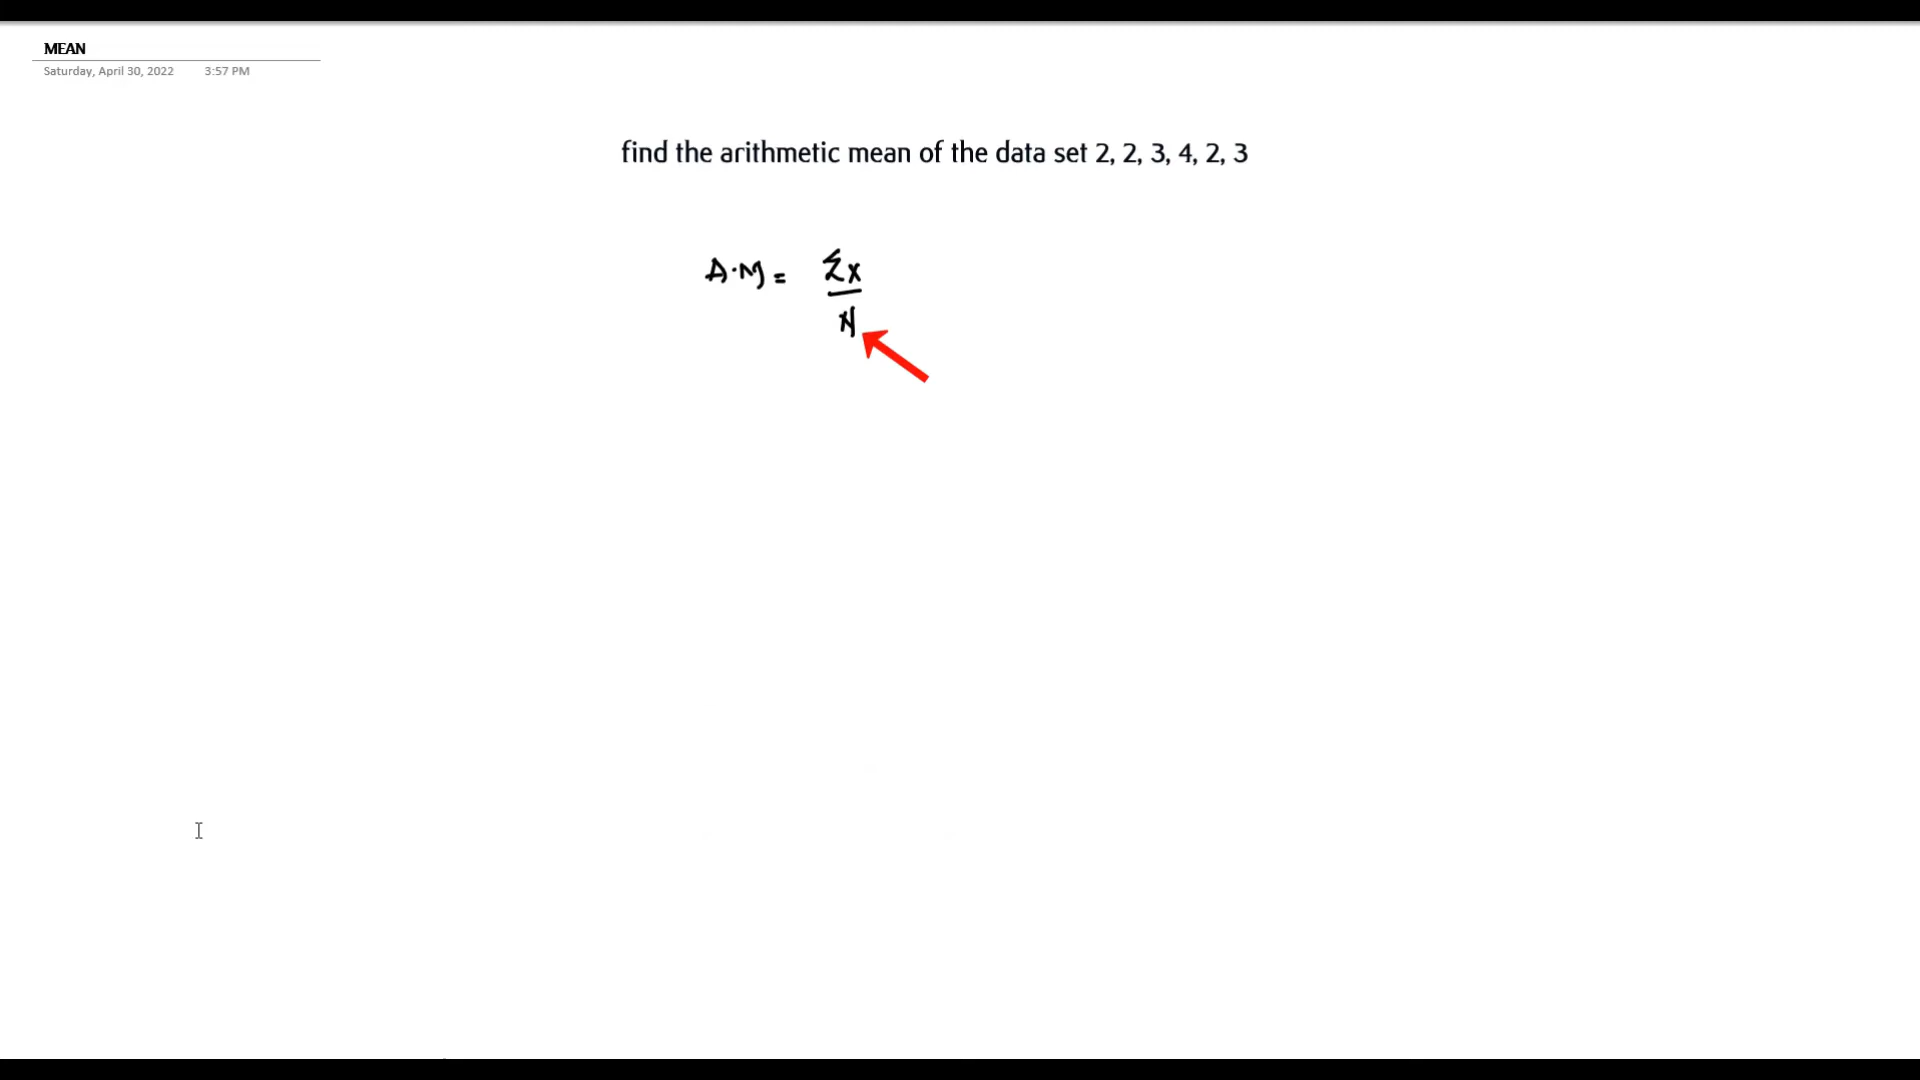 MEAN
Saturday, April 30, 2022 3:57 PM
find the arithmetic mean of the data set 2, 2, 3, 4, 2, 3
A.M = Σx
N